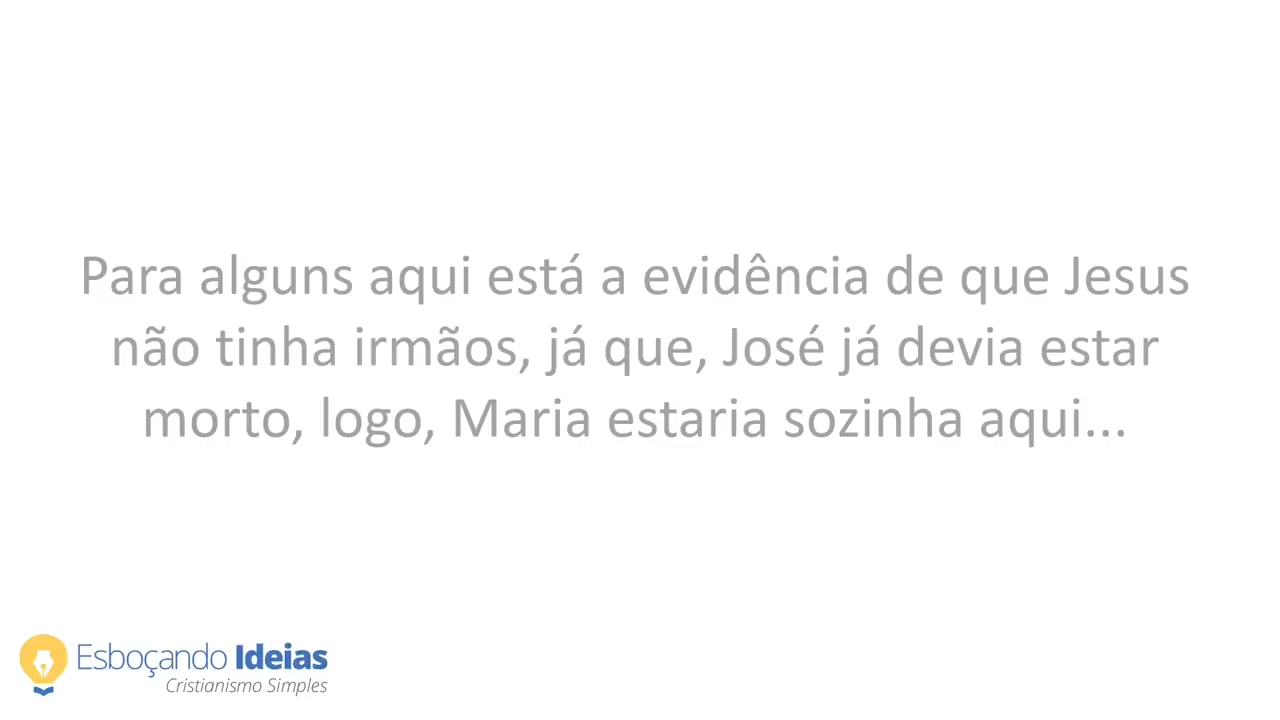 Para alguns aqui está a evidência de que Jesus
não tinha irmãos, já que, José já devia estar
morto, logo, Maria estaria sozinha aqui...
Esboçando Ideias
Cristianismo Simples